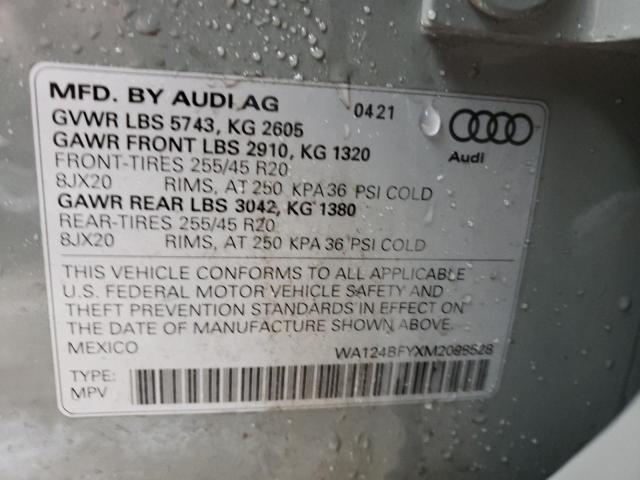 MFD. BY AUDI AG 0421
GVWR LBS 5743, KG 2605
GAWR FRONT LBS 2910, KG 1320
FRONT-TIRES 255/45 R20
8JX20 RIMS, AT 250 KPA 36 PSI COLD
GAWR REAR LBS 3042, KG 1380
REAR-TIRES 255/45 R20
8JX20 RIMS, AT 250 KPA 36 PSI COLD
Audi
THIS VEHICLE CONFORMS TO ALL APPLICABLE
U.S. FEDERAL MOTOR VEHICLE SAFETY AND
THEFT PREVENTION STANDARDS IN EFFECT ON
THE DATE OF MANUFACTURE SHOWN ABOVE.
MEXICO
TYPE:
MPV